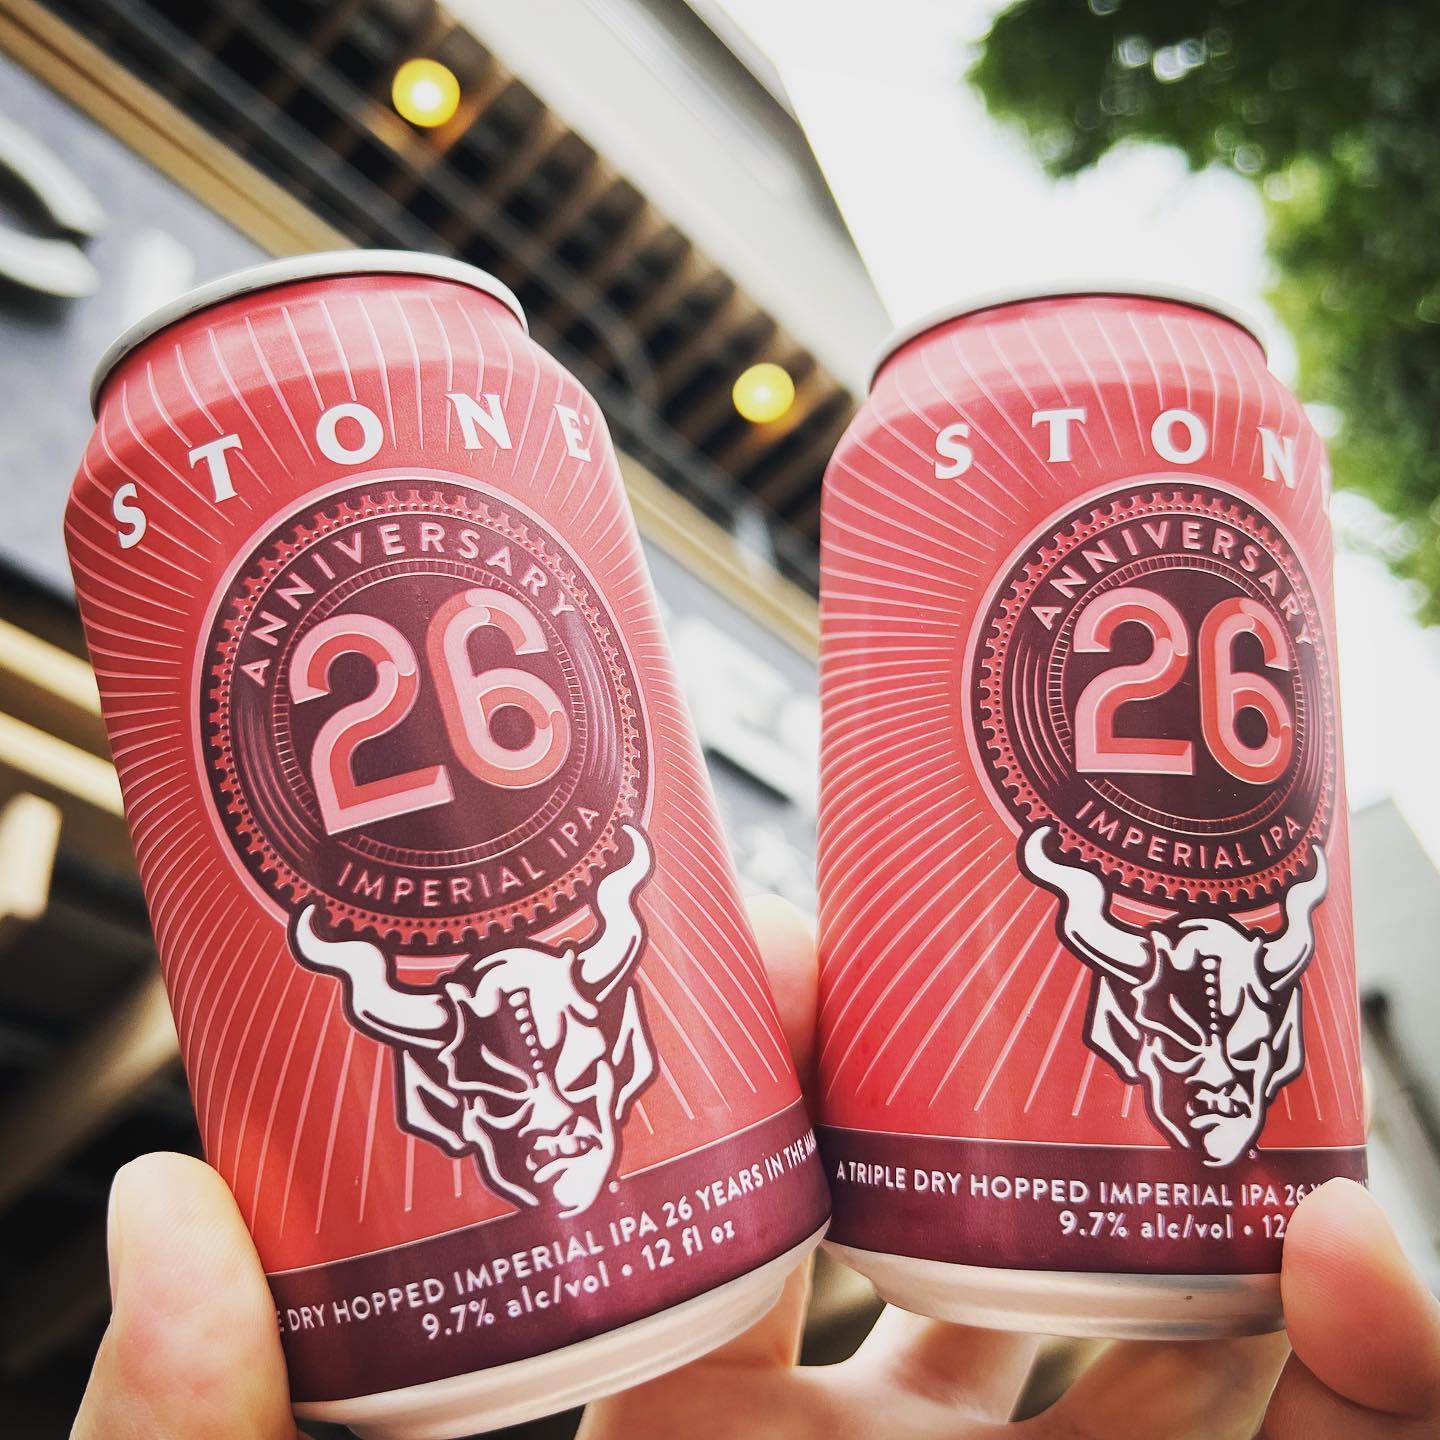 STONE
ANNIVERSARY
26
IMPERIAL IPA
DRY HOPPED IMPERIAL IPA 26 YEARS IN THE
9.7% alc/vol • 12 fl oz
STON
ANNIVERSARY
26
IMPERIAL IPA
A TRIPLE DRY HOPPED IMPERIAL IPA 26
9.7% alc/vol • 12